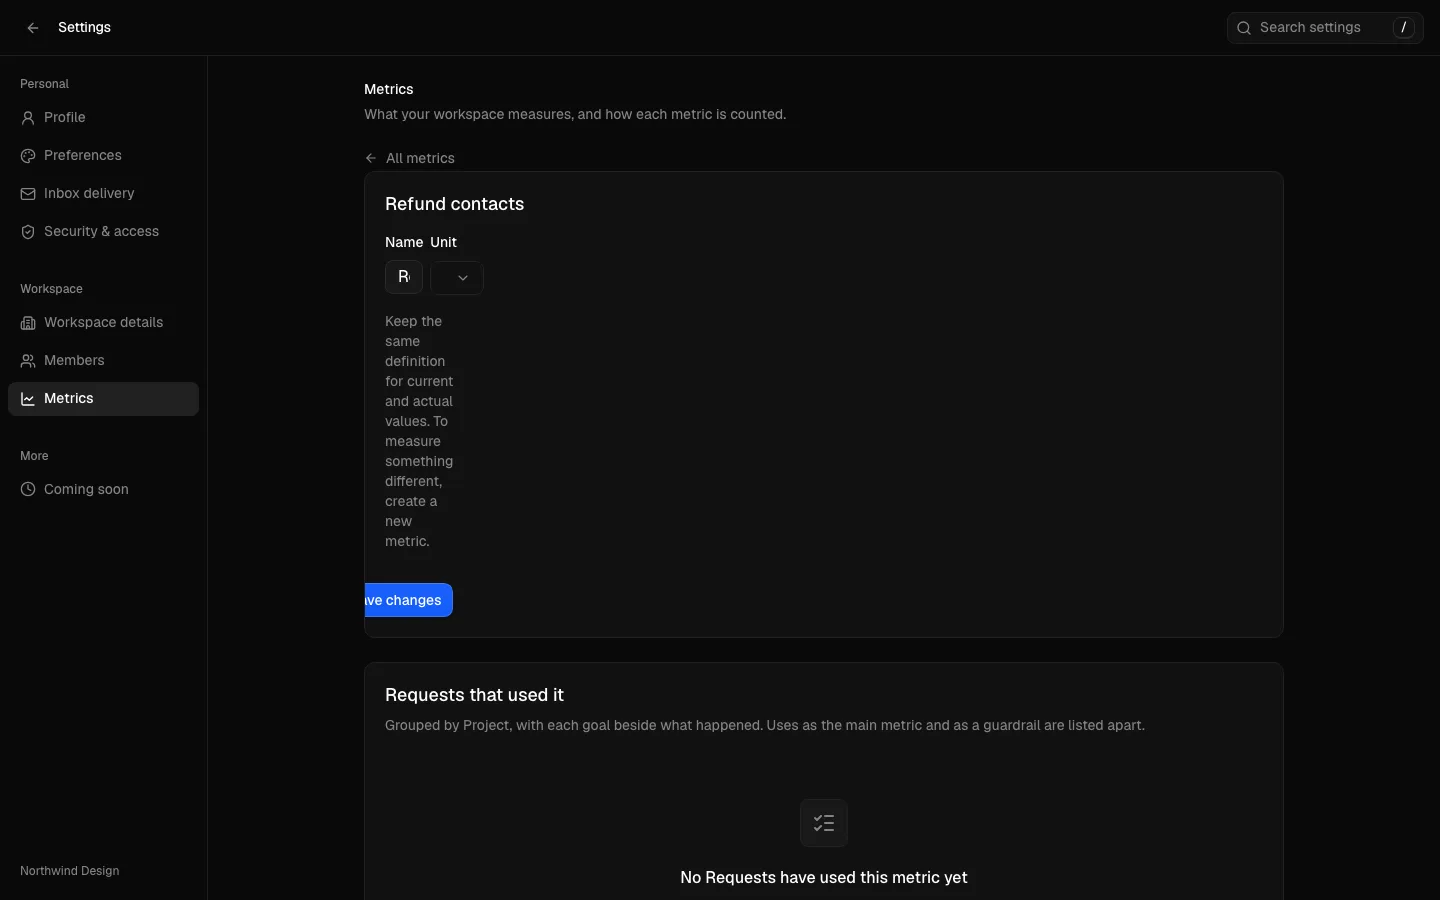 Settings
Search settings
/
Personal
Profile
Preferences
Inbox delivery
Security & access
Workspace
Workspace details
Members
Metrics
More
Coming soon
Northwind Design
Metrics
What your workspace measures, and how each metric is counted.
All metrics
Refund contacts
Name Unit
Keep the
same
definition
for current
and actual
values. To
measure
something
different,
create a
new
metric.
changes
Requests that used it
Grouped by Project, with each goal beside what happened. Uses as the main metric and as a guardrail are listed apart.
No Requests have used this metric yet